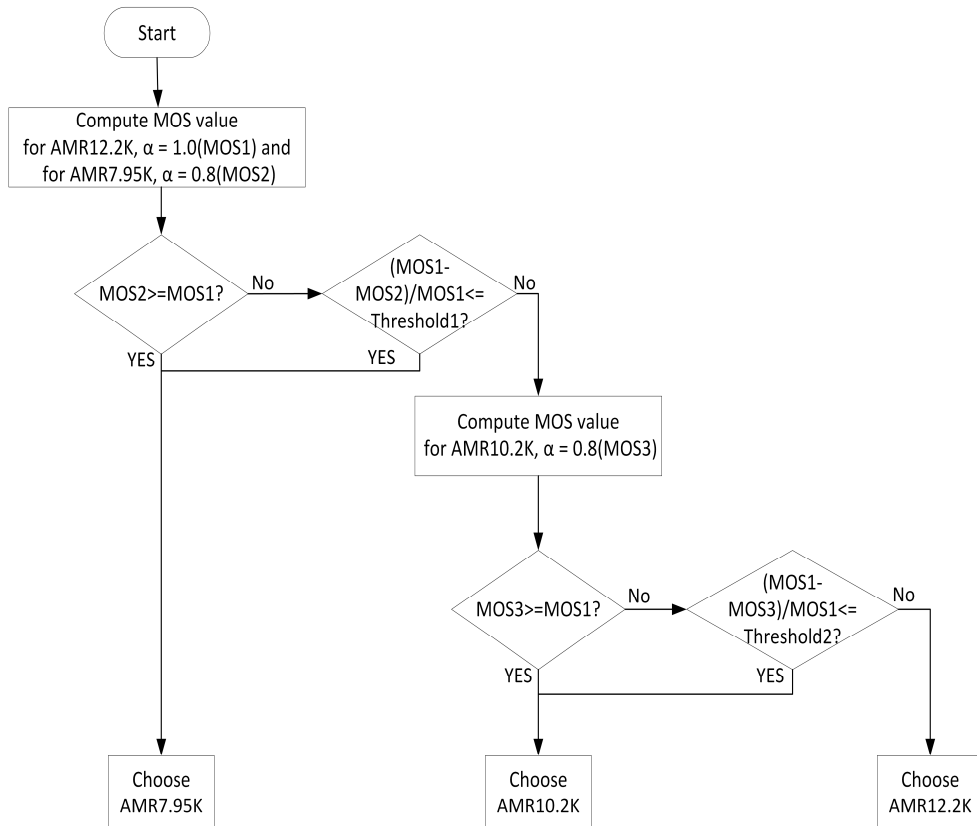 Start
Compute MOS value
for AMR12.2K, α = 1.0(MOS1) and
for AMR7.95K, α = 0.8(MOS2)
MOS2>=MOS1?
No
(MOS1-
MOS2)/MOS1<=
Threshold1?
No
YES
YES
Compute MOS value
for AMR10.2K, α = 0.8(MOS3)
MOS3>=MOS1?
No
(MOS1-
MOS3)/MOS1<=
Threshold2?
No
YES
YES
Choose
AMR7.95K
Choose
AMR10.2K
Choose
AMR12.2K